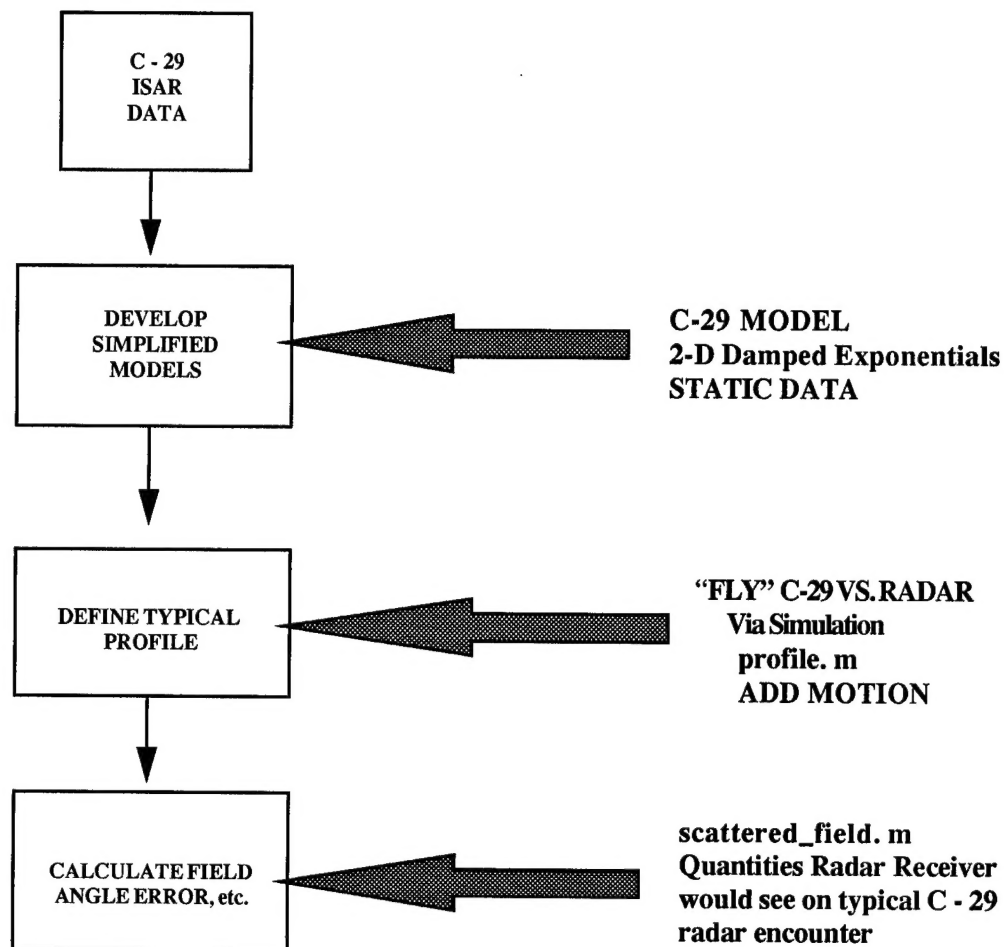 C - 29
ISAR
DATA
DEVELOP
SIMPLIFIED
MODELS
C-29 MODEL
2-D Damped Exponentials
STATIC DATA
DEFINE TYPICAL
PROFILE
“FLY” C-29 VS. RADAR
Via Simulation
profile. m
ADD MOTION
CALCULATE FIELD
ANGLE ERROR, etc.
scattered_field. m
Quantities Radar Receiver
would see on typical C - 29
radar encounter